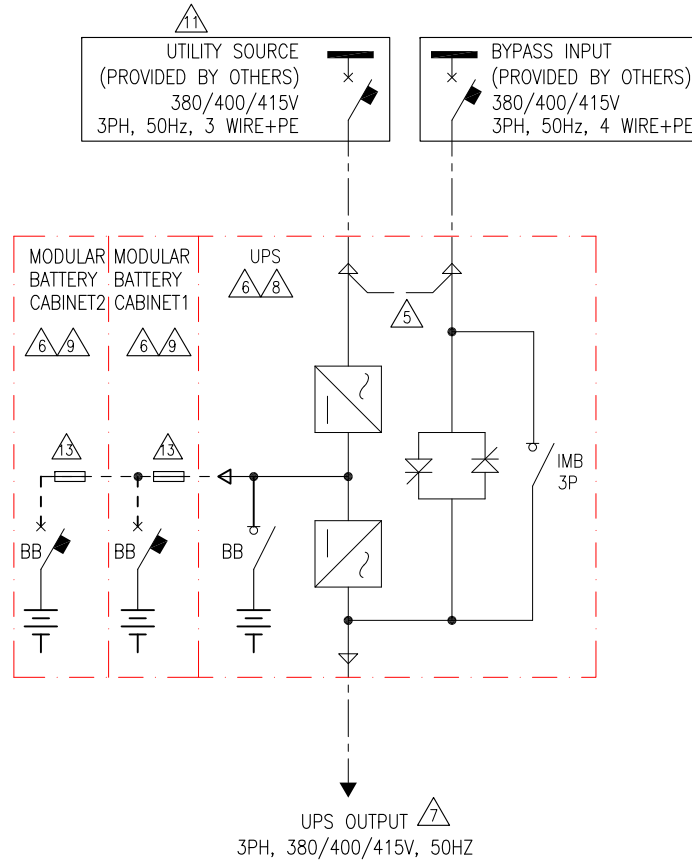 11
UTILITY SOURCE
(PROVIDED BY OTHERS)
380/400/415V
3PH, 50Hz, 3 WIRE+PE
BYPASS INPUT
(PROVIDED BY OTHERS)
380/400/415V
3PH, 50Hz, 4 WIRE+PE
MODULAR
BATTERY
CABINET2
6 9
MODULAR
BATTERY
CABINET1
6 9
UPS
6 8
5
13
13
IMB
3P
BB
BB
BB
UPS OUTPUT 7
3PH, 380/400/415V, 50HZ